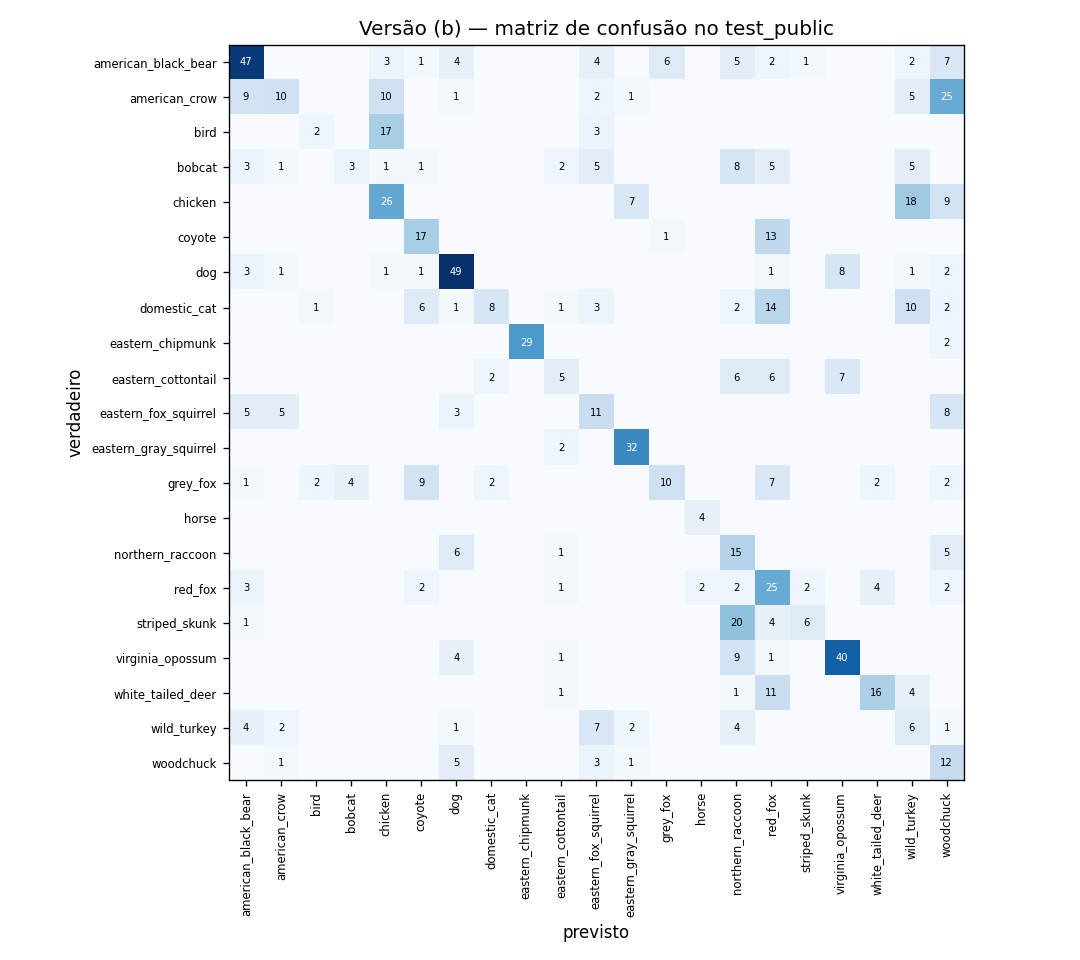 Versão (b) — matriz de confusão no test_public
american_black_bear 47 3 1 4 4 6 5 2 1 2 7
american_crow 9 10 10 1 2 1 5 25
bird 2 17 3
bobcat 3 1 3 1 1 2 5 8 5 5
chicken 26 7 18 9
coyote 17 1 13
dog 3 1 1 1 49 1 8 1 2
domestic_cat 1 6 1 8 1 3 2 14 10 2
eastern_chipmunk 29 2
eastern_cottontail 2 5 6 6 7
eastern_fox_squirrel 5 5 3 11 8
eastern_gray_squirrel 2 32
grey_fox 1 2 4 9 2 10 7 2 2
horse 4
northern_raccoon 6 1 15 5
red_fox 3 2 1 2 2 25 2 4 2
striped_skunk 1 20 4 6
virginia_opossum 4 1 9 1 40
white_tailed_deer 1 1 11 16 4
wild_turkey 4 2 1 7 2 4 6 1
woodchuck 1 5 3 1 12
verdadeiro
american_black_bear
american_crow
bird
bobcat
chicken
coyote
dog
domestic_cat
eastern_chipmunk
eastern_cottontail
eastern_fox_squirrel
eastern_gray_squirrel
grey_fox
horse
northern_raccoon
red_fox
striped_skunk
virginia_opossum
white_tailed_deer
wild_turkey
woodchuck
previsto